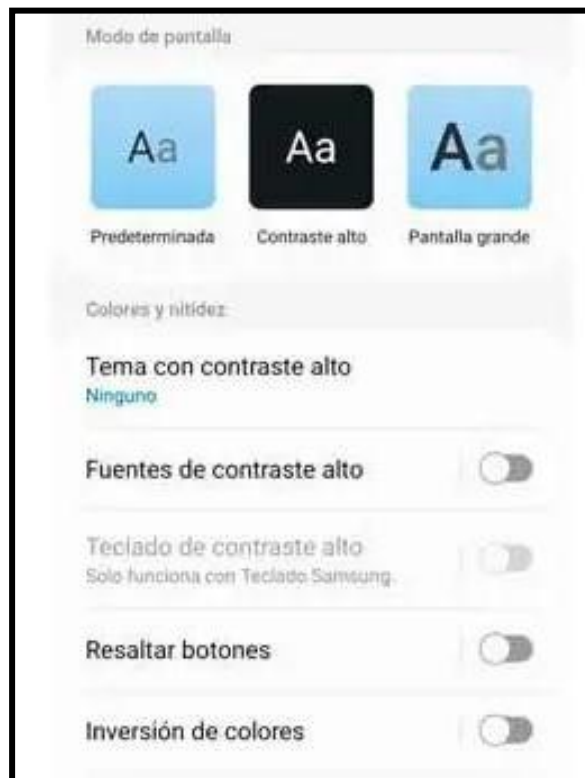 Modo de pantalla
Aa Aa Aa
Predeterminada Contraste alto Pantalla grande
Colores y nitidez
Tema con contraste alto
Ninguno
Fuentes de contraste alto
Teclado de contraste alto
Solo funciona con Teclado Samsung.
Resaltar botones
Inversión de colores